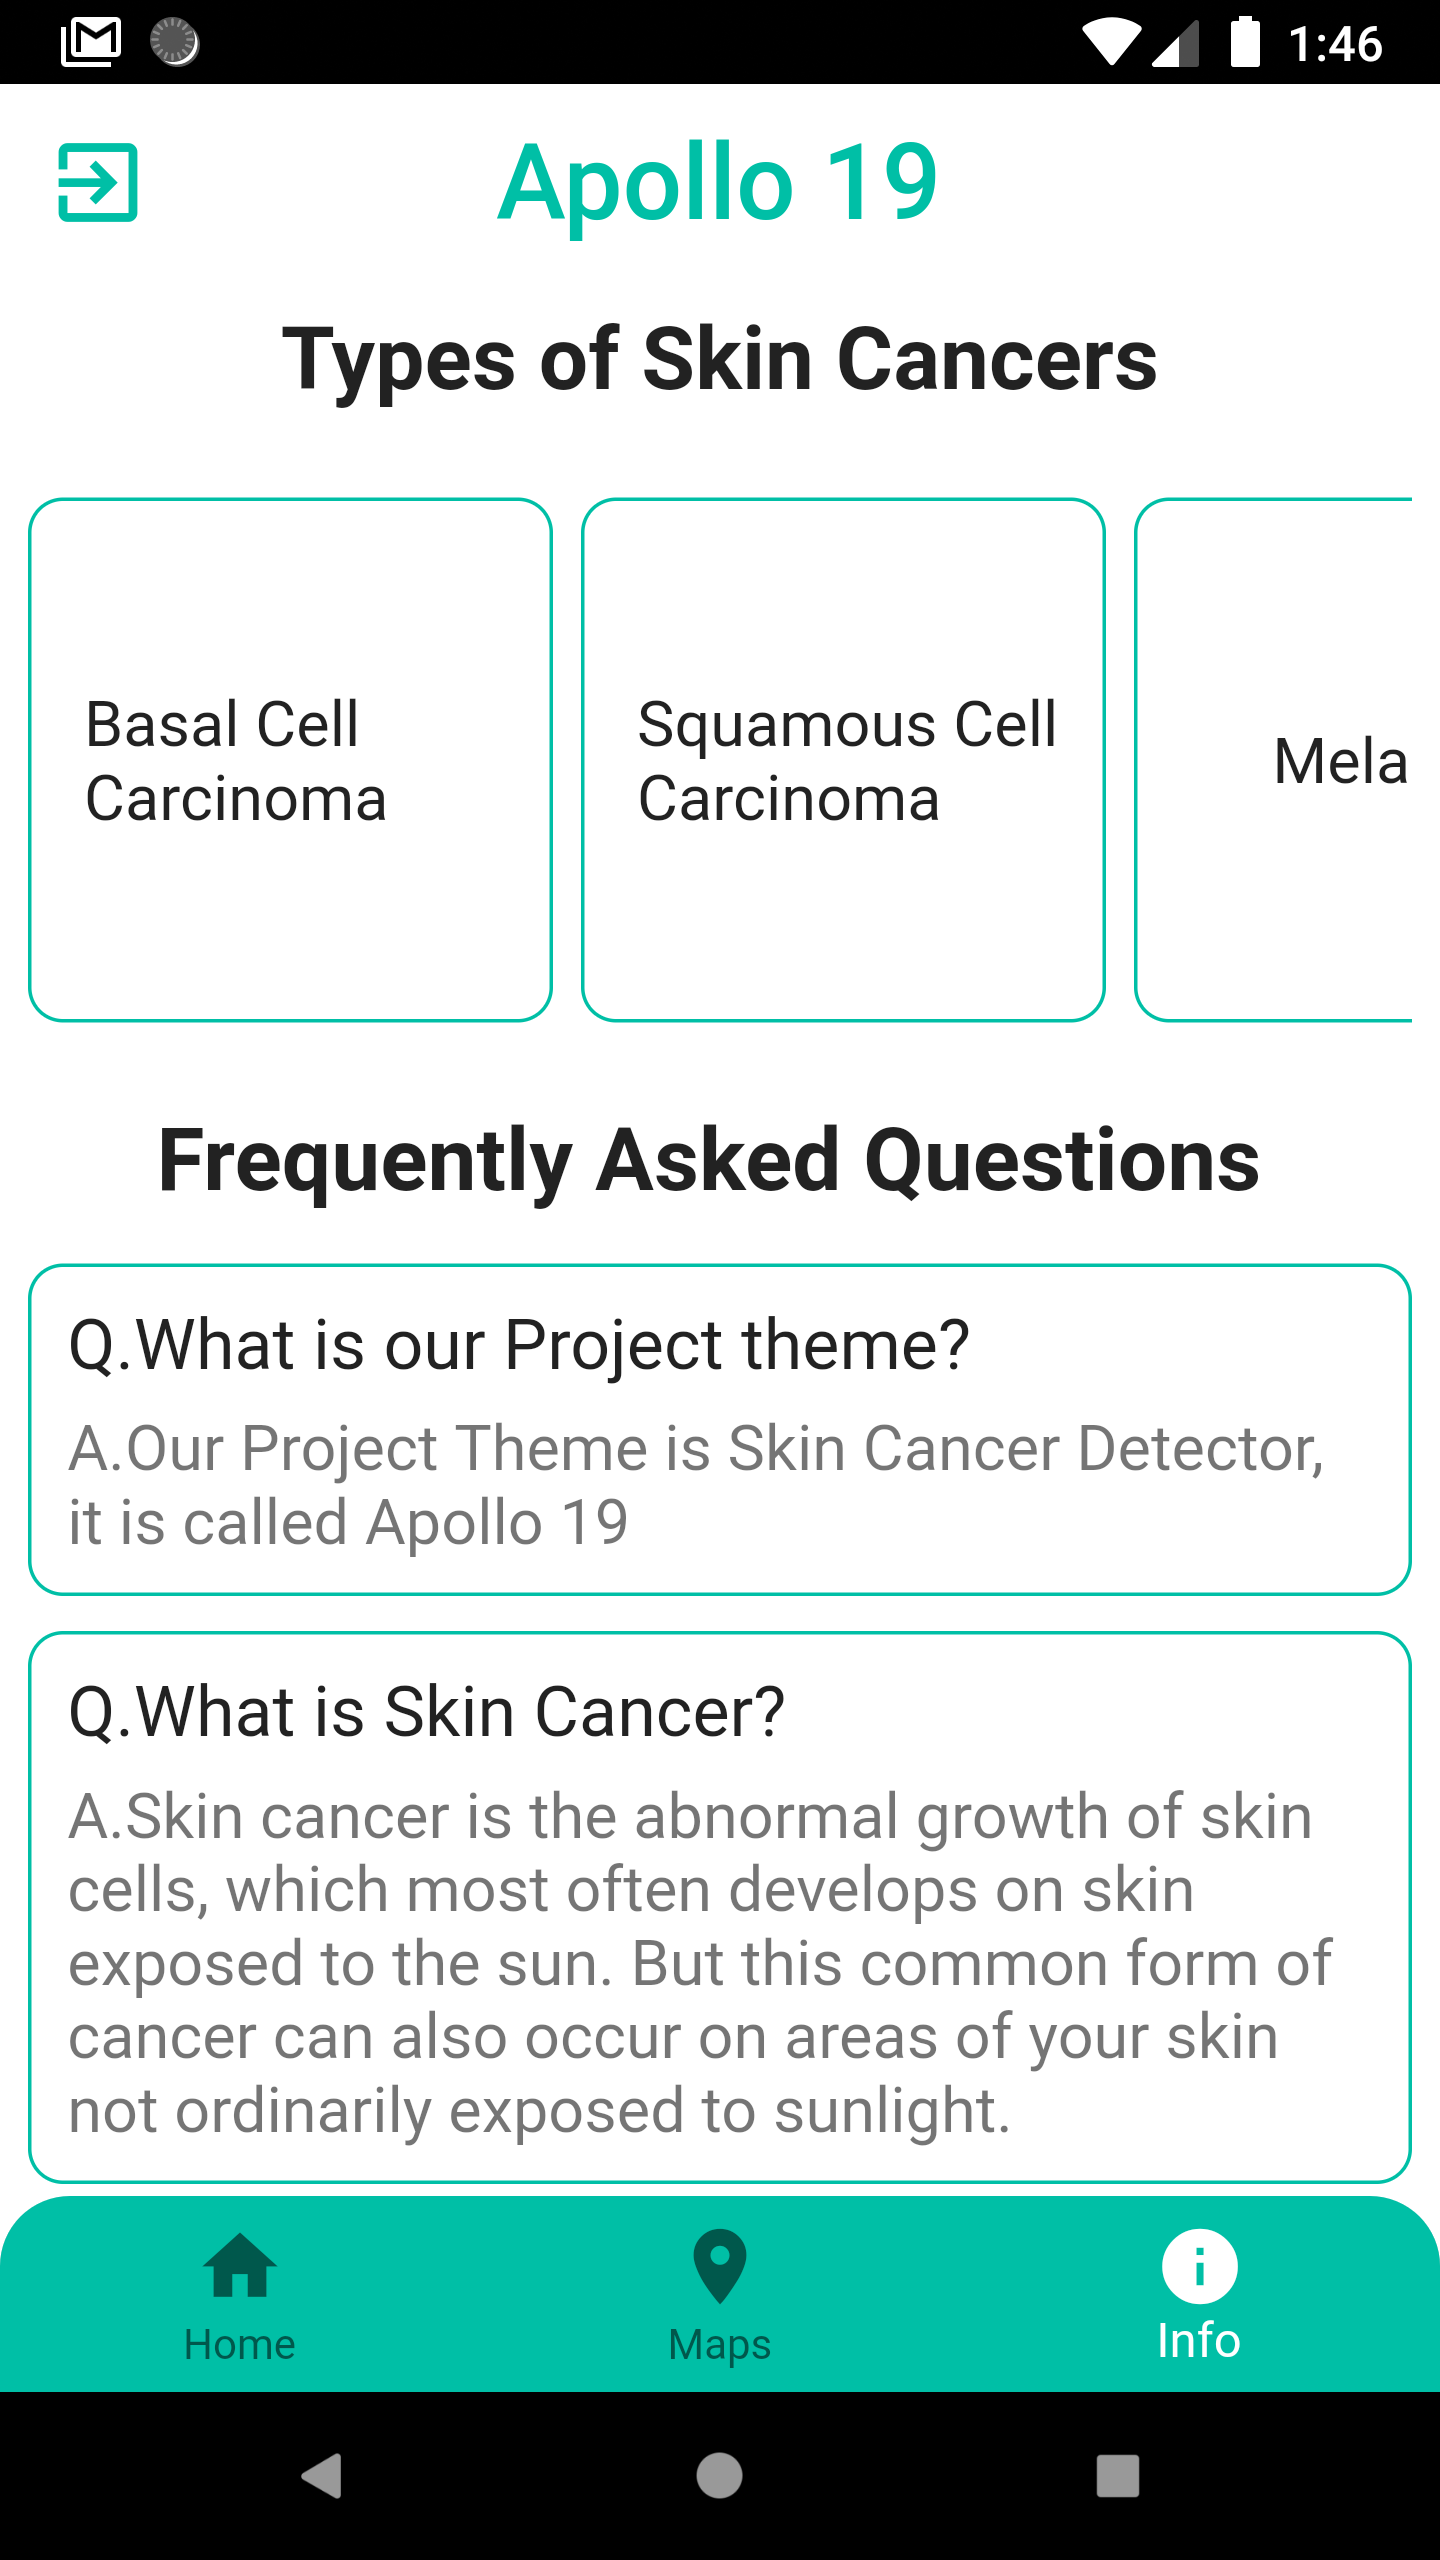 1:46
Apollo 19
Types of Skin Cancers
Basal Cell
Carcinoma
Squamous Cell
Carcinoma
Mela
Frequently Asked Questions
Q.What is our Project theme?
A.Our Project Theme is Skin Cancer Detector,
it is called Apollo 19
Q.What is Skin Cancer?
A.Skin cancer is the abnormal growth of skin
cells, which most often develops on skin
exposed to the sun. But this common form of
cancer can also occur on areas of your skin
not ordinarily exposed to sunlight.
Home
Maps
Info